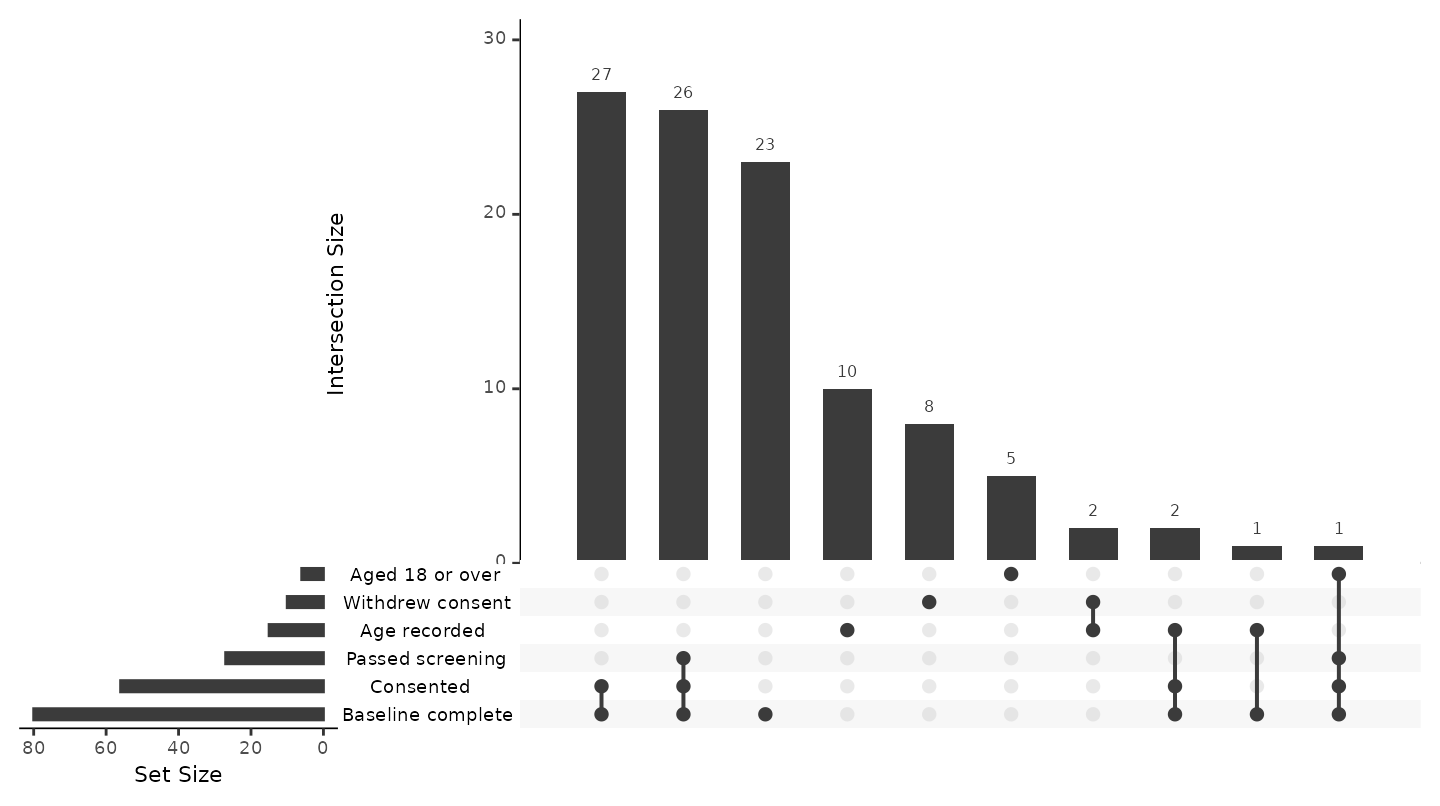 30
27
26
23
20
Intersection Size
10
10
8
5
2
2
1
1
0
Aged 18 or over
Withdrew consent
Age recorded
Passed screening
Consented
Baseline complete
80 60 40 20 0
Set Size